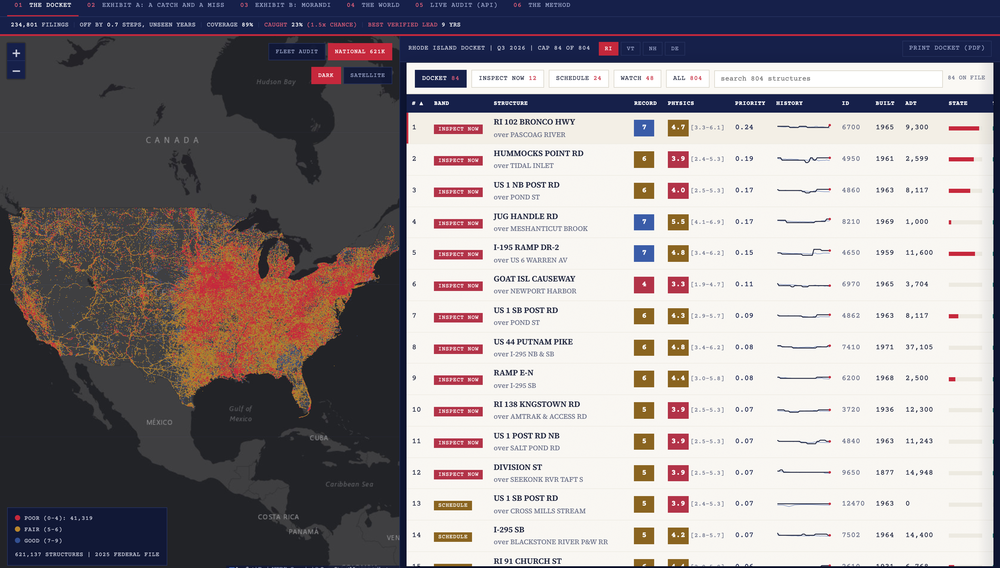 01 THE DOCKET 02 EXHIBIT A: A CATCH AND A MISS 03 EXHIBIT B: MORANDI 04 THE WORLD 05 LIVE AUDIT (API) 06 THE METHOD
234,801 FILINGS OFF BY 0.7 STEPS, UNSEEN YEARS COVERAGE 89% CAUGHT 23% (1.5x CHANCE) BEST VERIFIED LEAD 9 YRS
+
−
FLEET AUDIT NATIONAL 621K
DARK SATELLITE
Hudson Bay
CANADA
Gulf of
Mexico
MÉXICO
CUBA
Caribbean Sea
COSTA RICA
PANAMÁ
VEN
POOR (0-4): 41,319
FAIR (5-6)
GOOD (7-9)
621,137 STRUCTURES | 2025 FEDERAL FILE
RHODE ISLAND DOCKET | Q3 2026 | CAP 84 OF 804 RI VT NH DE PRINT DOCKET (PDF)
DOCKET 84 INSPECT NOW 12 SCHEDULE 24 WATCH 48 ALL 804 search 804 structures 84 ON FILE
# ▲ BAND STRUCTURE RECORD PHYSICS PRIORITY HISTORY ID BUILT ADT STATE
1 INSPECT NOW RI 102 BRONCO HWY 7 4.7 [3.3-6.1] 0.24 6700 1965 9,300
over PASCOAG RIVER
2 INSPECT NOW HUMMOCKS POINT RD 6 3.9 [2.4-5.3] 0.19 4950 1961 2,599
over TIDAL INLET
3 INSPECT NOW US 1 NB POST RD 6 4.0 [2.5-5.3] 0.17 4860 1963 8,117
over POND ST
4 INSPECT NOW JUG HANDLE RD 7 5.5 [4.1-6.9] 0.17 8210 1969 1,000
over MESHANTICUT BROOK
5 INSPECT NOW I-195 RAMP DR-2 7 4.8 [3.4-6.2] 0.15 4650 1959 11,600
over US 6 WARREN AV
6 INSPECT NOW GOAT ISL CAUSEWAY 4 3.3 [1.9-4.7] 0.11 6970 1965 3,704
over NEWPORT HARBOR
7 INSPECT NOW US 1 SB POST RD 6 4.3 [2.9-5.7] 0.09 4862 1963 8,117
over POND ST
8 INSPECT NOW US 44 PUTNAM PIKE 6 4.8 [3.4-6.2] 0.08 7410 1971 37,105
over I-295 NB & SB
9 INSPECT NOW RAMP E-N 6 4.4 [3.0-5.8] 0.08 6200 1968 2,500
over I-295 SB
10 INSPECT NOW RI 138 KNGSTOWN RD 5 3.9 [2.5-5.3] 0.07 3720 1936 12,300
over AMTRAK & ACCESS RD
11 INSPECT NOW US 1 POST RD NB 5 3.9 [2.5-5.3] 0.07 4840 1963 11,243
over SALT POND RD
12 INSPECT NOW DIVISION ST 5 3.9 [2.5-5.3] 0.07 9650 1877 14,948
over SEEKONK RVR TAFT S
13 SCHEDULE US 1 SB POST RD 5 3.9 [2.4-5.3] 0.07 12470 1963 0
over CROSS MILLS STREAM
14 SCHEDULE I-295 SB 5 4.2 [2.8-5.7] 0.07 7502 1964 14,400
over BLACKSTONE RIVER P&W RR
RI 91 CHURCH ST